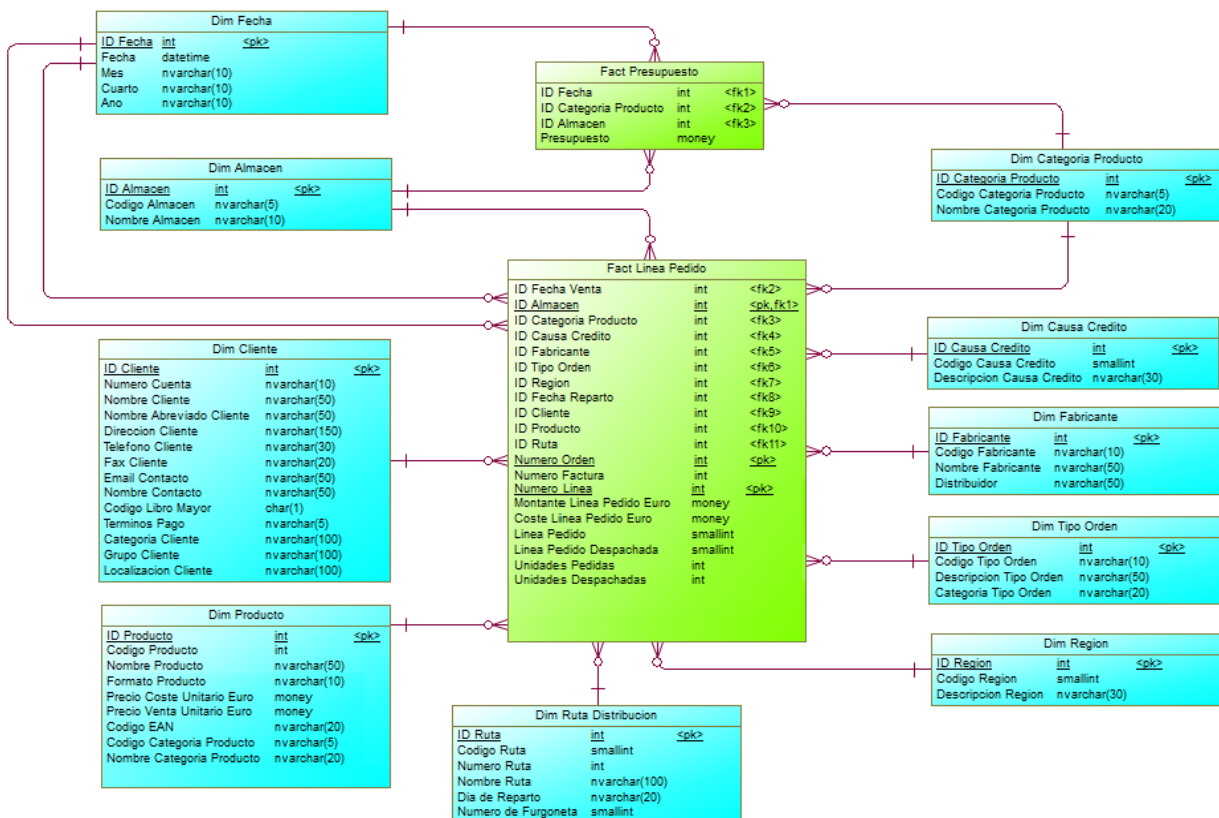 Dim Fecha
ID Fecha int <pk>
Fecha datetime
Mes nvarchar(10)
Cuarto nvarchar(10)
Ano nvarchar(10)
Fact Presupuesto
ID Fecha int <fk1>
ID Categoria Producto int <fk2>
ID Almacen int <fk3>
Presupuesto money
Dim Almacen
ID Almacen int <pk>
Codigo Almacen nvarchar(5)
Nombre Almacen nvarchar(10)
Dim Categoria Producto
ID Categoria Producto int <pk>
Codigo Categoria Producto nvarchar(5)
Nombre Categoria Producto nvarchar(20)
Fact Linea Pedido
ID Fecha Venta int <fk2>
ID Almacen int <pk,fk1>
ID Categoria Producto int <fk3>
ID Causa Credito int <fk4>
ID Fabricante int <fk5>
ID Tipo Orden int <fk6>
ID Region int <fk7>
ID Fecha Reparto int <fk8>
ID Cliente int <fk9>
ID Producto int <fk10>
ID Ruta int <fk11>
Numero Orden int <pk>
Numero Factura int
Numero Linea int <pk>
Montante Linea Pedido Euro money
Coste Linea Pedido Euro money
Linea Pedido smallint
Linea Pedido Despachada smallint
Unidades Pedidas int
Unidades Despachadas int
Dim Cliente
ID Cliente int <pk>
Numero Cuenta nvarchar(10)
Nombre Cliente nvarchar(50)
Nombre Abreviado Cliente nvarchar(50)
Direccion Cliente nvarchar(150)
Telefono Cliente nvarchar(30)
Fax Cliente nvarchar(20)
Email Contacto nvarchar(50)
Nombre Contacto nvarchar(50)
Codigo Libro Mayor char(1)
Terminos Pago nvarchar(5)
Categoria Cliente nvarchar(100)
Grupo Cliente nvarchar(100)
Localizacion Cliente nvarchar(100)
Dim Causa Credito
ID Causa Credito int <pk>
Codigo Causa Credito smallint
Descripcion Causa Credito nvarchar(30)
Dim Fabricante
ID Fabricante int <pk>
Codigo Fabricante nvarchar(10)
Nombre Fabricante nvarchar(50)
Distribuidor nvarchar(50)
Dim Tipo Orden
ID Tipo Orden int <pk>
Codigo Tipo Orden nvarchar(10)
Descripcion Tipo Orden nvarchar(50)
Categoria Tipo Orden nvarchar(20)
Dim Producto
ID Producto int <pk>
Codigo Producto int
Nombre Producto nvarchar(50)
Formato Producto nvarchar(10)
Precio Coste Unitario Euro money
Precio Venta Unitario Euro money
Codigo EAN nvarchar(20)
Codigo Categoria Producto nvarchar(5)
Nombre Categoria Producto nvarchar(20)
Dim Region
ID Region int <pk>
Codigo Region smallint
Descripcion Region nvarchar(30)
Dim Ruta Distribucion
ID Ruta int <pk>
Codigo Ruta smallint
Numero Ruta int
Nombre Ruta nvarchar(100)
Dia de Reparto nvarchar(20)
Numero de Furgoneta smallint